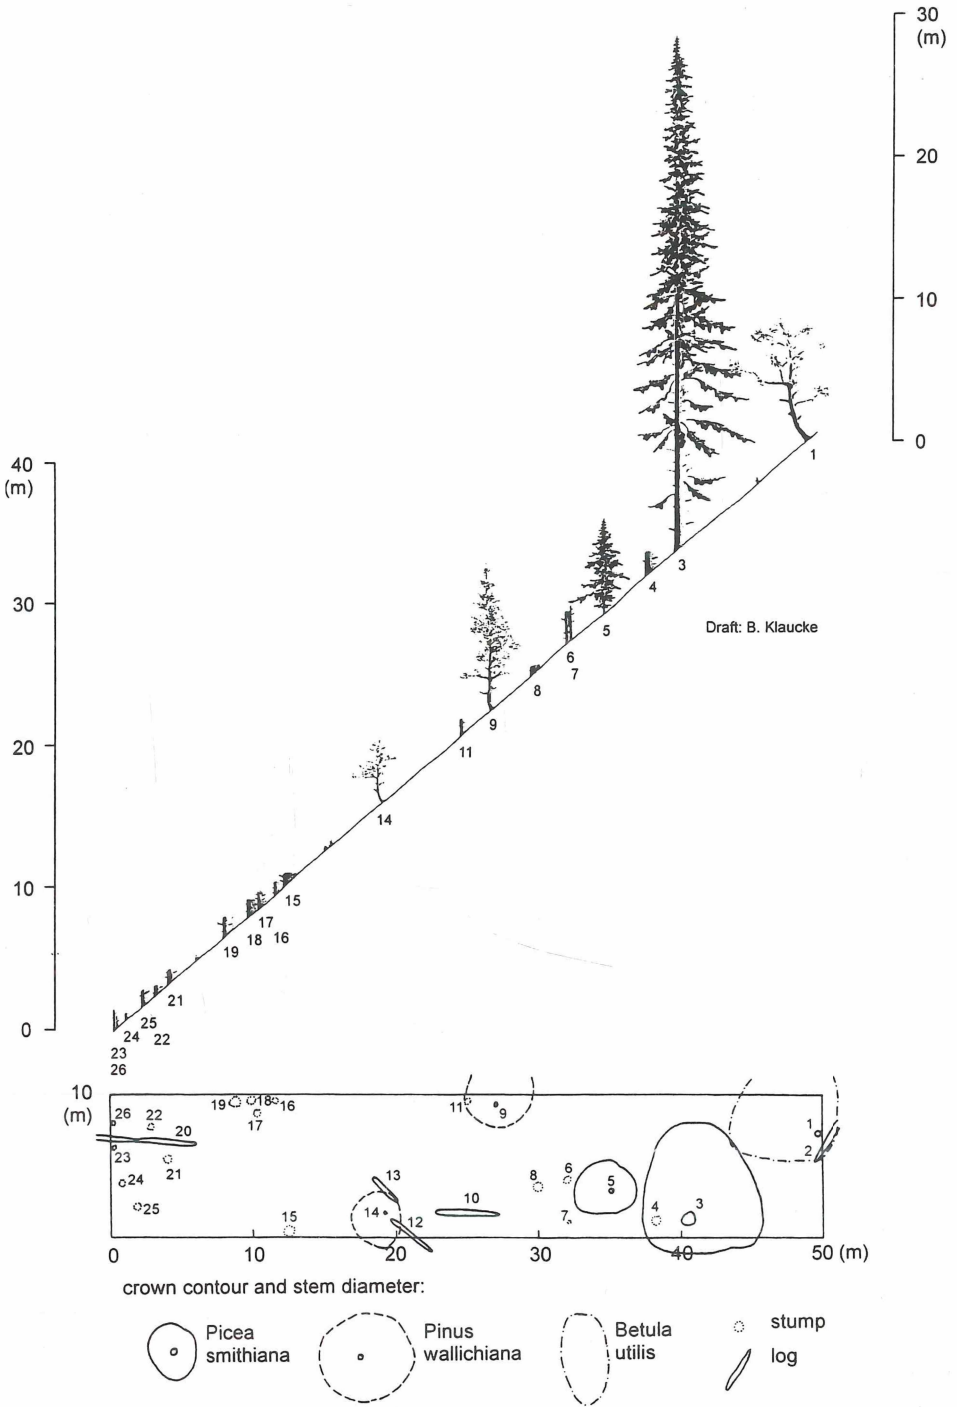 30
(m)
20
10
0
1
40
(m)
3
4
30
5
Draft: B. Klaucke
6
7
8
9
11
20
14
10
15
17
18 16
19
21
25
24 22
0
23
26
10
(m)
26 22 20
19 18 16
17
11 9
1
2
23
24 21
25
15
13
14
12
10
8 6
7
5
4 3
0 10 20 30 40 50 (m)
crown contour and stem diameter:
Picea
smithiana
Pinus
wallichiana
Betula
utilis
stump
log